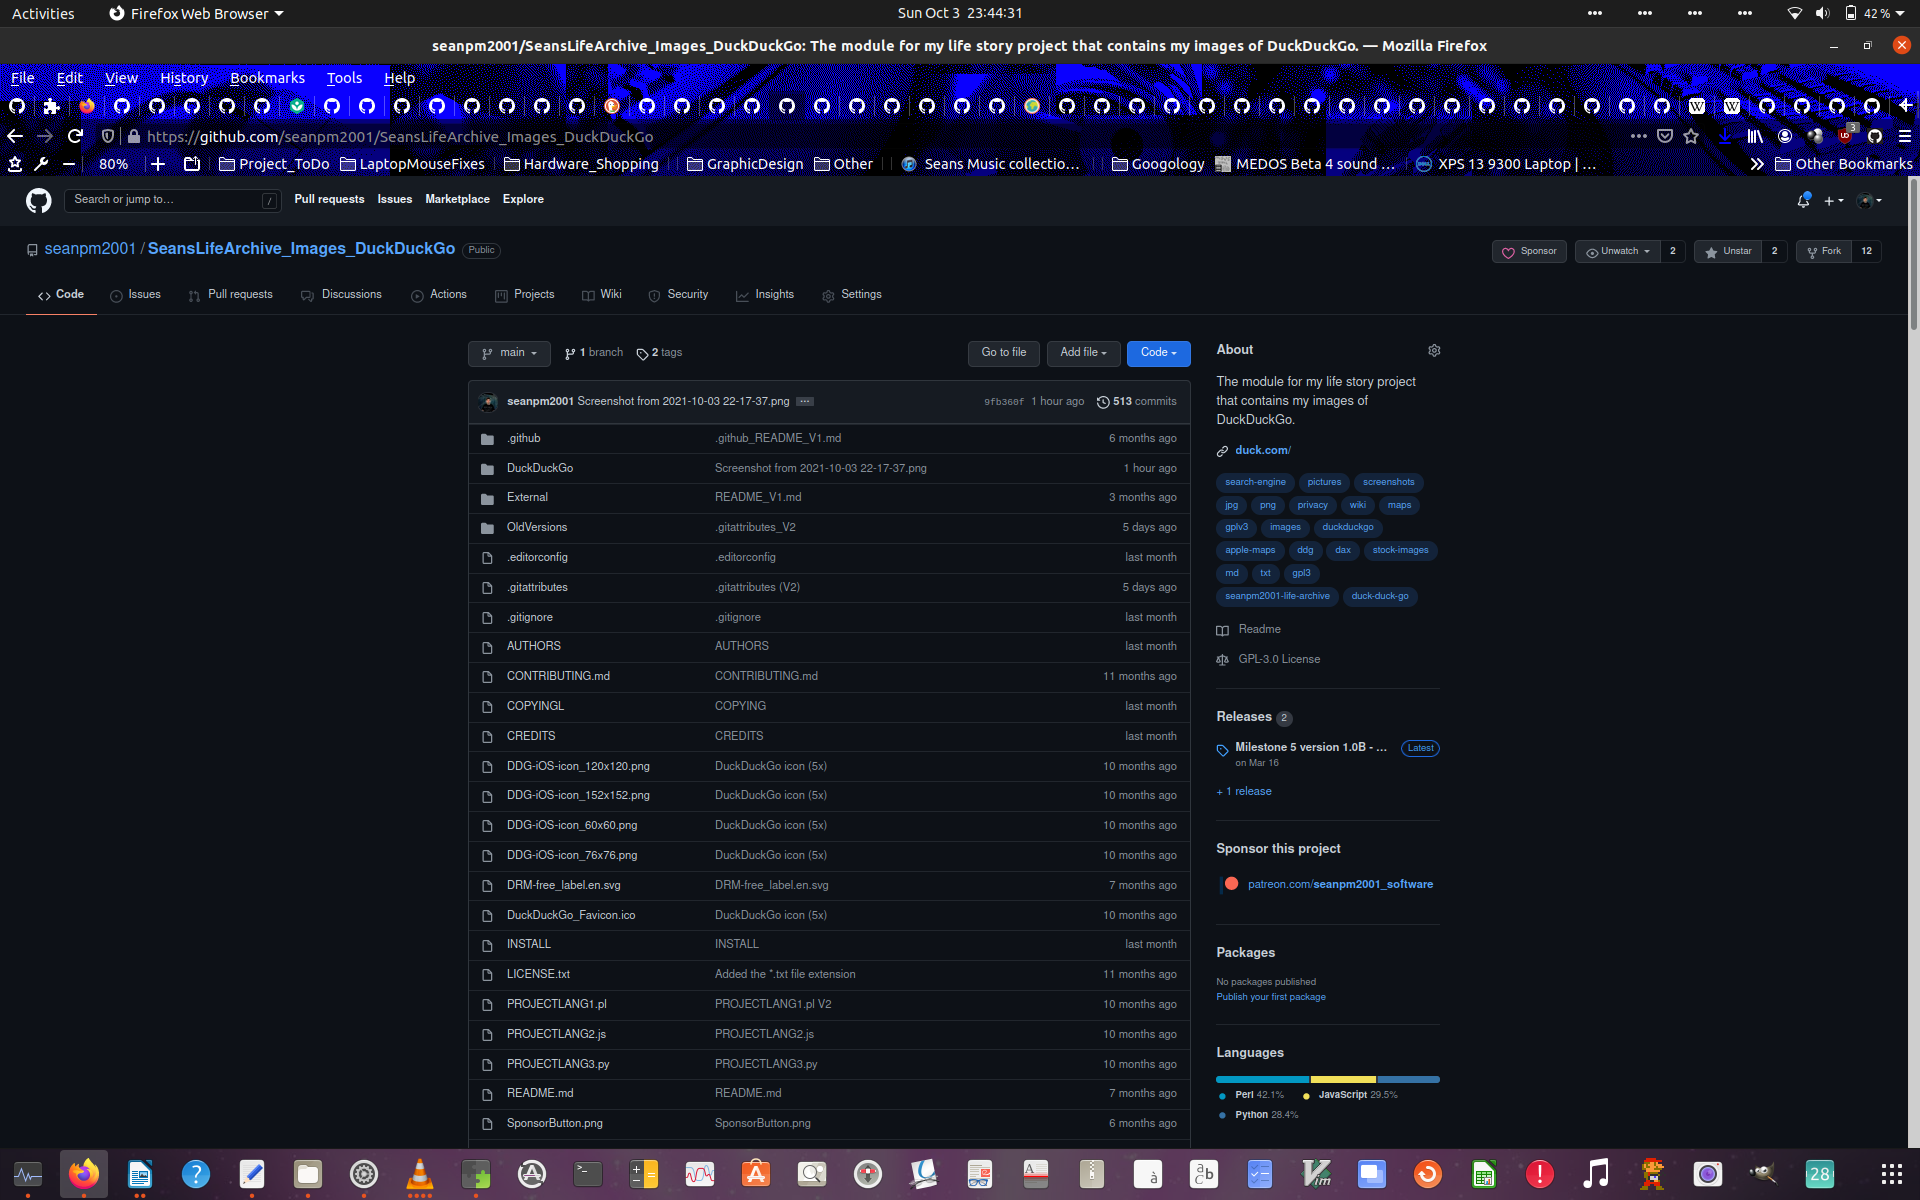 Activities Firefox Web Browser Sun Oct 3 23:44:31 42 %
seanpm2001/SeansLifeArchive_Images_DuckDuckGo: The module for my life story project that contains my images of DuckDuckGo. — Mozilla Firefox
File Edit View History Bookmarks Tools Help
https://github.com/seanpm2001/SeansLifeArchive_Images_DuckDuckGo 3
80% Project_ToDo LaptopMouseFixes Hardware_Shopping GraphicDesign Other Seans Music collectio… Googology MEDOS Beta 4 sound … XPS 13 9300 Laptop | … Other Bookmarks
Search or jump to… / Pull requests Issues Marketplace Explore
seanpm2001 / SeansLifeArchive_Images_DuckDuckGo Public Sponsor Unwatch 2 Unstar 2 Fork 12
Code Issues Pull requests Discussions Actions Projects Wiki Security Insights Settings
main 1 branch 2 tags Go to file Add file Code
seanpm2001 Screenshot from 2021-10-03 22-17-37.png 9fb360f 1 hour ago 513 commits
.github .github_README_V1.md 6 months ago
DuckDuckGo Screenshot from 2021-10-03 22-17-37.png 1 hour ago
External README_V1.md 3 months ago
OldVersions .gitattributes_V2 5 days ago
.editorconfig .editorconfig last month
.gitattributes .gitattributes (V2) 5 days ago
.gitignore .gitignore last month
AUTHORS AUTHORS last month
CONTRIBUTING.md CONTRIBUTING.md 11 months ago
COPYINGL COPYING last month
CREDITS CREDITS last month
DDG-iOS-icon_120x120.png DuckDuckGo icon (5x) 10 months ago
DDG-iOS-icon_152x152.png DuckDuckGo icon (5x) 10 months ago
DDG-iOS-icon_60x60.png DuckDuckGo icon (5x) 10 months ago
DDG-iOS-icon_76x76.png DuckDuckGo icon (5x) 10 months ago
DRM-free_label.en.svg DRM-free_label.en.svg 7 months ago
DuckDuckGo_Favicon.ico DuckDuckGo icon (5x) 10 months ago
INSTALL INSTALL last month
LICENSE.txt Added the *.txt file extension 11 months ago
PROJECTLANG1.pl PROJECTLANG1.pl V2 10 months ago
PROJECTLANG2.js PROJECTLANG2.js 10 months ago
PROJECTLANG3.py PROJECTLANG3.py 10 months ago
README.md README.md 7 months ago
SponsorButton.png SponsorButton.png 6 months ago
About
The module for my life story project
that contains my images of
DuckDuckGo.
duck.com/
search-engine pictures screenshots
jpg png privacy wiki maps
gplv3 images duckduckgo
apple-maps ddg dax stock-images
md txt gpl3
seanpm2001-life-archive duck-duck-go
Readme
GPL-3.0 License
Releases 2
Milestone 5 version 1.0B - … Latest
on Mar 16
+ 1 release
Sponsor this project
patreon.com/seanpm2001_software
Packages
No packages published
Publish your first package
Languages
Perl 42.1% JavaScript 29.5%
Python 28.4%
28